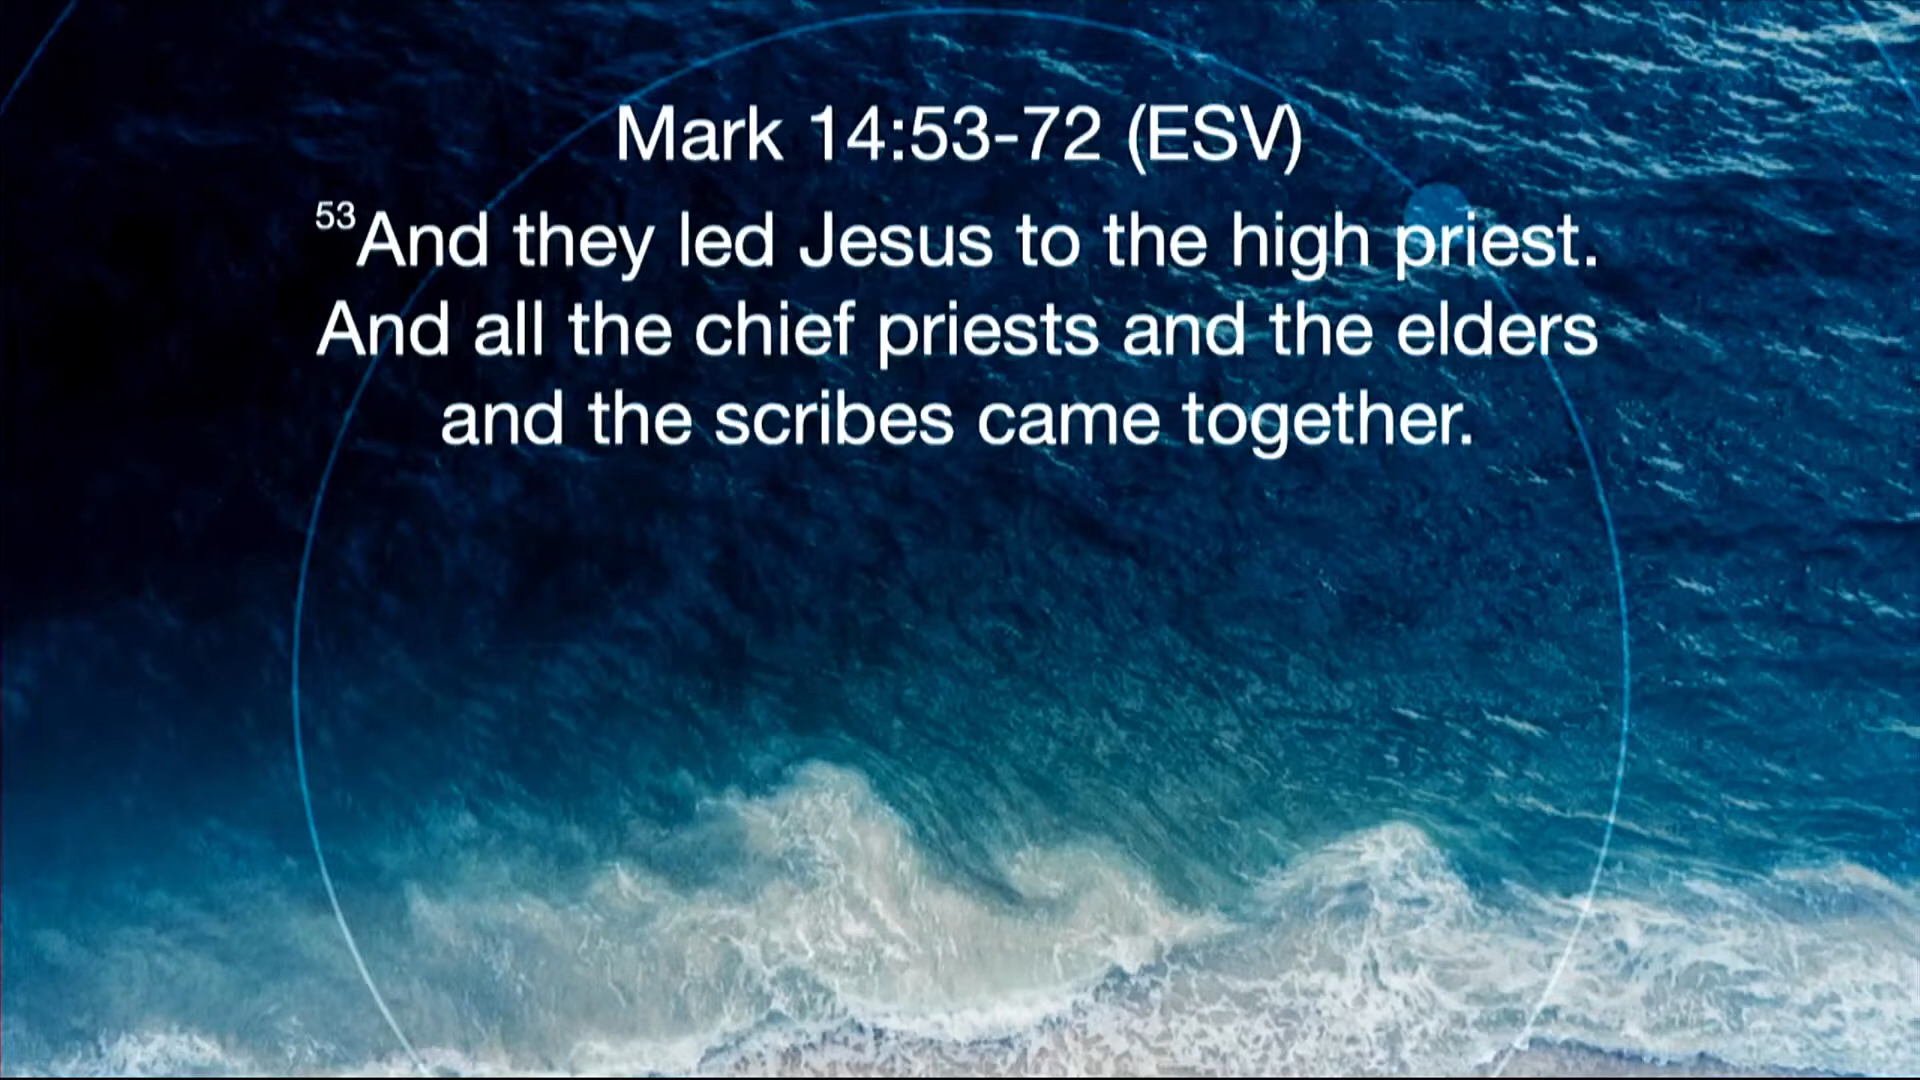 Mark 14:53-72 (ESV)
53And they led Jesus to the high priest.
And all the chief priests and the elders
and the scribes came together.